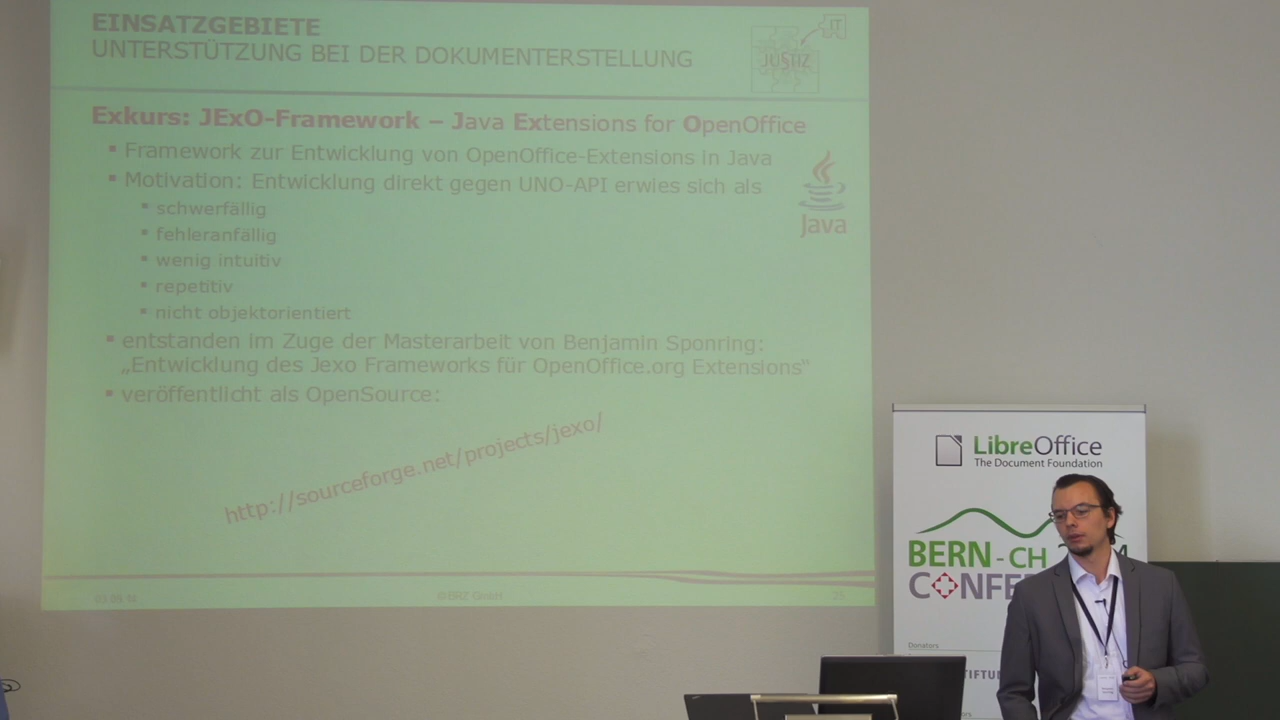 EINSATZGEBIETE
UNTERSTÜTZUNG BEI DER DOKUMENTERSTELLUNG
IT
JUSTIZ
Exkurs: JExO-Framework – Java Extensions for OpenOffice
▪ Framework zur Entwicklung von OpenOffice-Extensions in Java
▪ Motivation: Entwicklung direkt gegen UNO-API erwies sich als
▪ schwerfällig
▪ fehleranfällig
▪ wenig intuitiv
▪ repetitiv
▪ nicht objektorientiert
Java
▪ entstanden im Zuge der Masterarbeit von Benjamin Sponring:
„Entwicklung des Jexo Frameworks für OpenOffice.org Extensions“
▪ veröffentlicht als OpenSource:
http://sourceforge.net/projects/jexo/
©BRZ GmbH
LibreOffice
The Document Foundation
BERN - CH
Donators